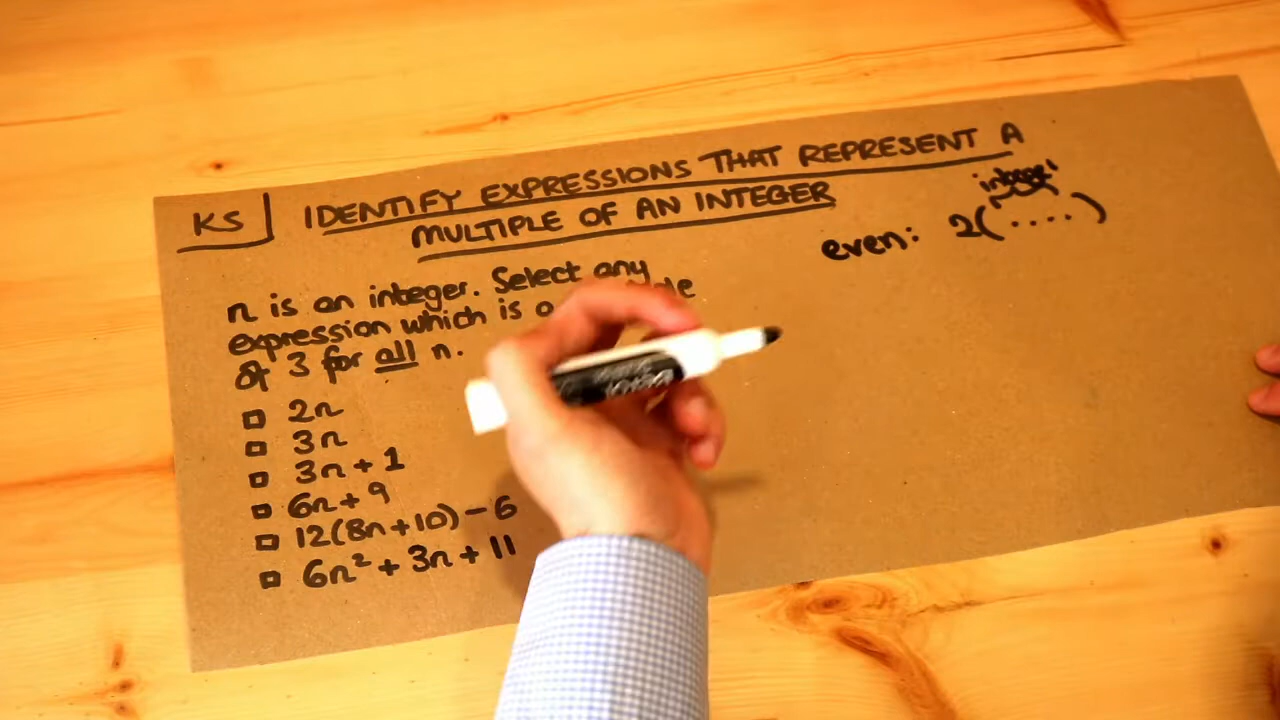 KS
IDENTIFY EXPRESSIONS THAT REPRESENT A
MULTIPLE OF AN INTEGER
even: 2(....)
integer
n is an integer. Select any
expression which is a
of 3 for all n.
2n
3n
3n + 1
6n + 9
12(8n+10) - 6
6n² + 3n + 11